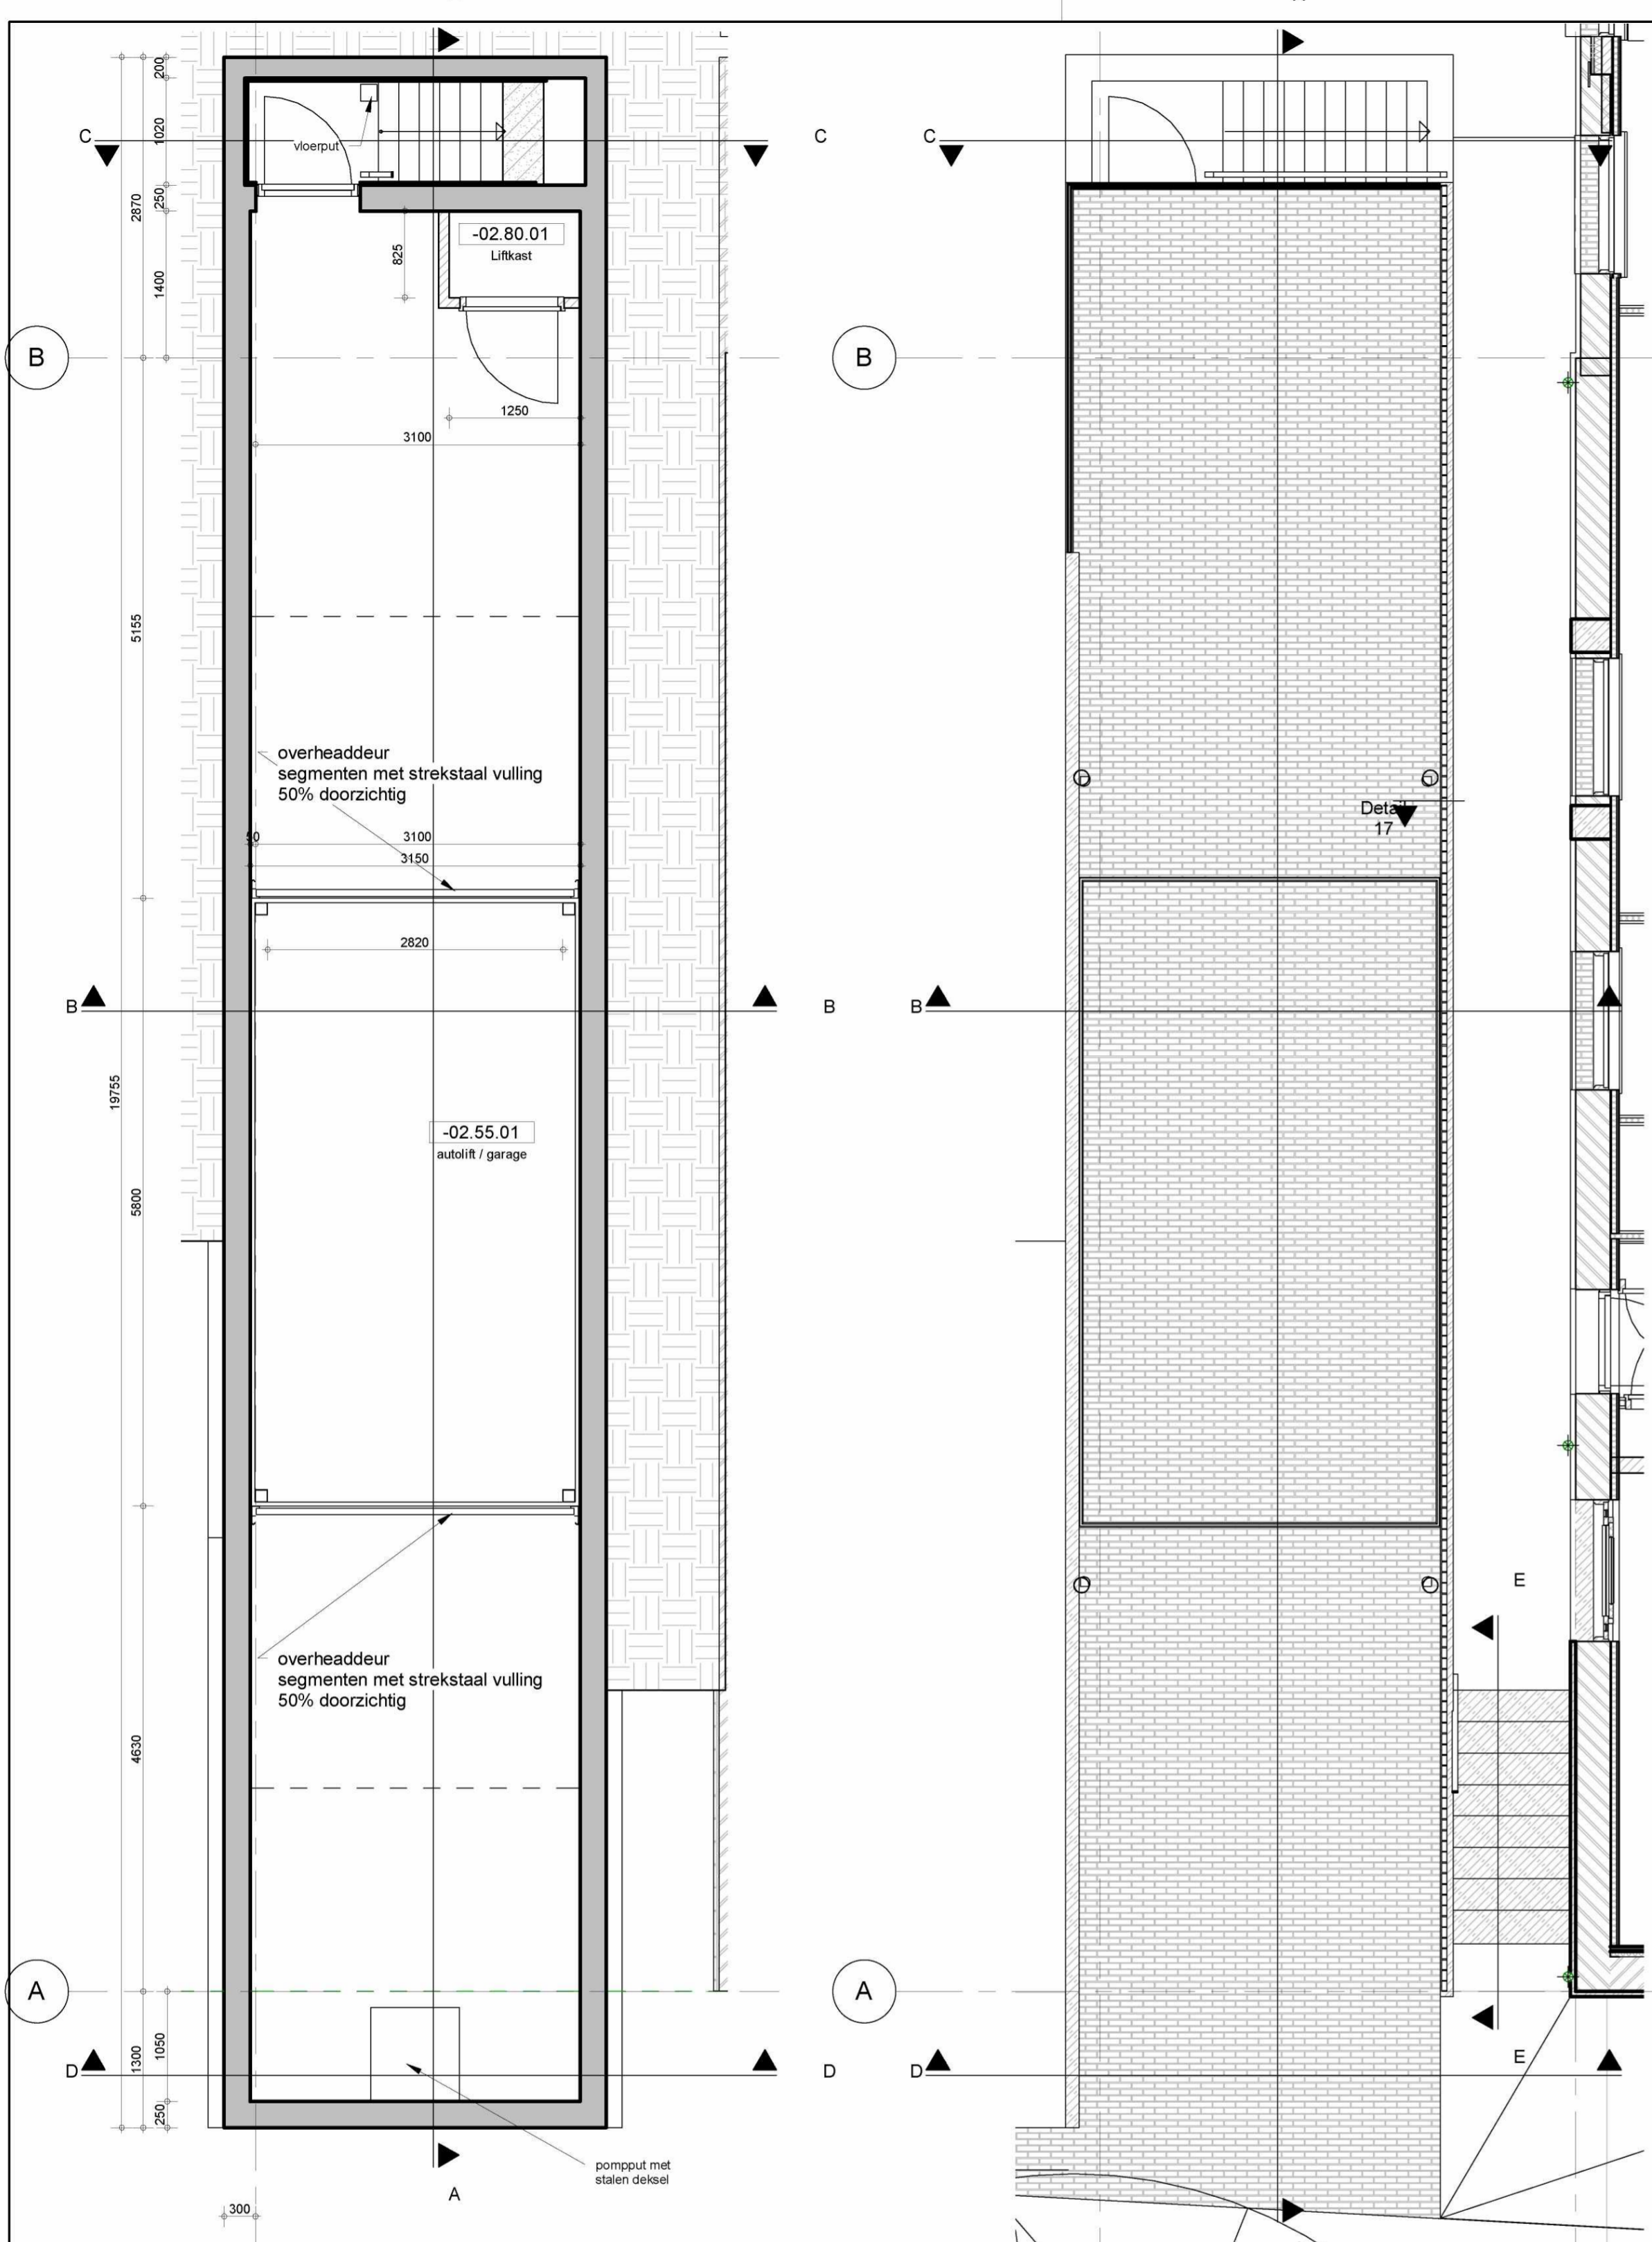 200
C
1020
vloerput
C
C
2870
250
-02.80.01
Liftkast
825
1400
B
B
1250
3100
5155
overheaddeur
segmenten met strekstaal vulling
50% doorzichtig
Detail
17
50
3100
3150
2820
B
B
B
19755
-02.55.01
autolift / garage
5800
E
overheaddeur
segmenten met strekstaal vulling
50% doorzichtig
4630
A
A
1300
1050
E
D
D
D
250
pompput met
stalen deksel
A
300